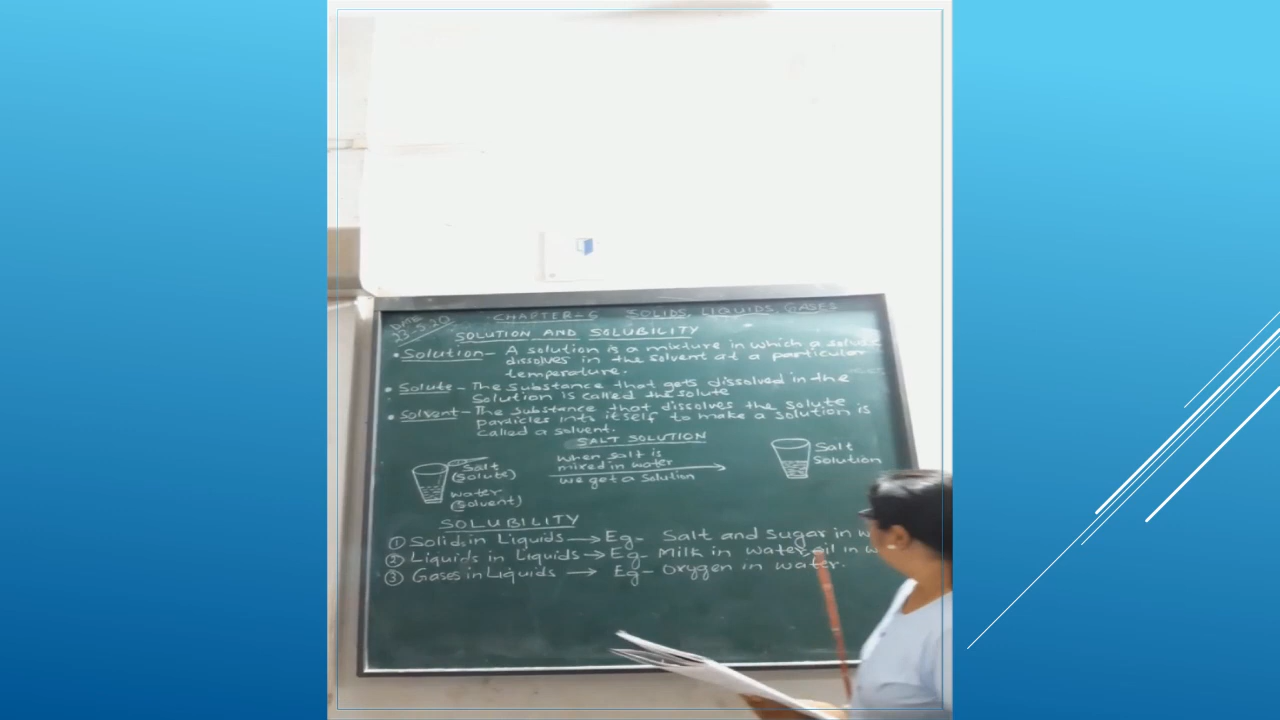 DATE
CHAPTER-5 SOLIDS, LIQUIDS, GASES
SOLUTION AND SOLUBILITY
• Solution- A solution is a mixture in which a solute
dissolves in the solvent at a particular
temperature.
• Solute - The substance that gets dissolved in the
Solution is called the solute
• Solvent- The substance that dissolves the solute
particles into itself to make a solution is
called a solvent.
SALT SOLUTION
Salt
(Solute)
water
(Solvent)
when salt is
mixed in water
we get a Solution
Salt
Solution
SOLUBILITY
① Solids in Liquids → Eg- Salt and Sugar in
② Liquids in Liquids → Eg- Milk in water, oil in
③ Gases in Liquids → Eg- Oxygen in water.